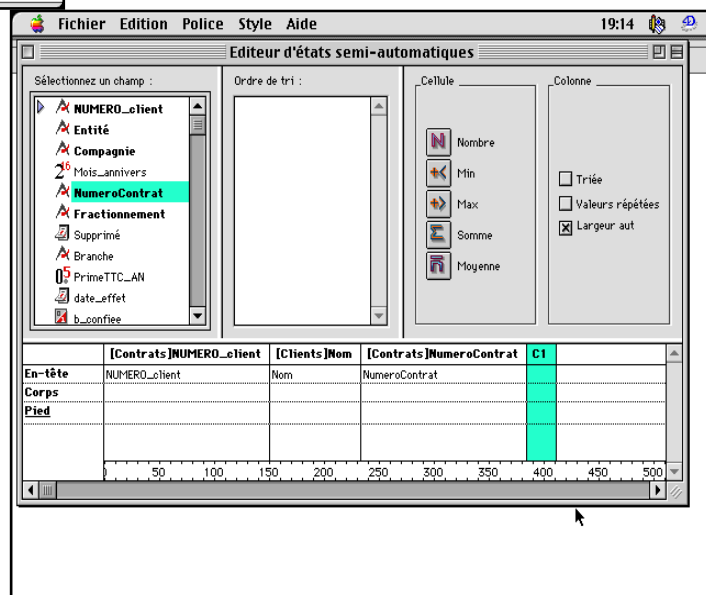 Fichier Edition Police Style Aide 19:14
Editeur d'états semi-automatiques
Sélectionnez un champ :
NUMERO_client
Entité
Compagnie
Mois_annivers
NumeroContrat
Fractionnement
Supprimé
Branche
PrimeTTC_AN
date_effet
b_confiee
Ordre de tri :
Cellule
Nombre
Min
Max
Somme
Moyenne
Colonne
Triée
Valeurs répétées
Largeur aut
[Contrats]NUMERO_client [Clients]Nom [Contrats]NumeroContrat C1
En-tête NUMERO_client Nom NumeroContrat
Corps
Pied
0 50 100 150 200 250 300 350 400 450 500